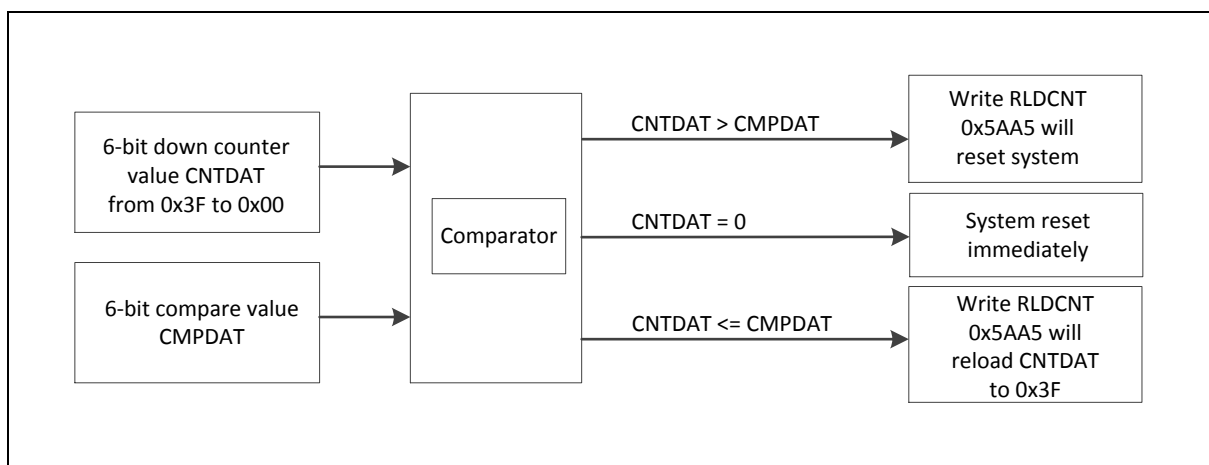 6-bit down counter
value CNTDAT
from 0x3F to 0x00
6-bit compare value
CMPDAT
Comparator
CNTDAT > CMPDAT
CNTDAT = 0
CNTDAT <= CMPDAT
Write RLDCNT
0x5AA5 will
reset system
System reset
immediately
Write RLDCNT
0x5AA5 will
reload CNTDAT
to 0x3F